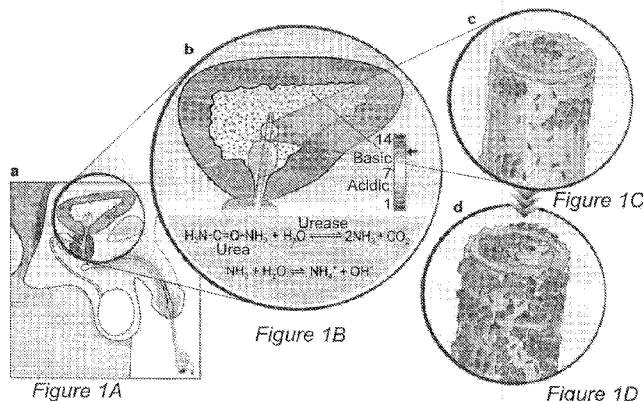 b
c
14
Basic
7
Acidic
1
a
Figure 1C
d
Urease
H₂N-C=O-NH₂ + H₂O ⇌ 2NH₃ + CO₂
Urea
NH₃ + H₂O ⇌ NH₄⁺ + OH⁻
Figure 1B
Figure 1A
Figure 1D